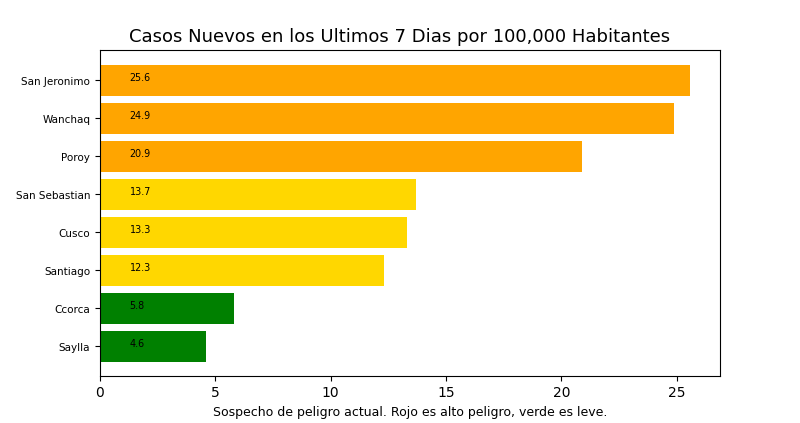 Casos Nuevos en los Ultimos 7 Dias por 100,000 Habitantes
San Jeronimo 25.6
Wanchaq 24.9
Poroy 20.9
San Sebastian 13.7
Cusco 13.3
Santiago 12.3
Ccorca 5.8
Saylla 4.6
0 5 10 15 20 25
Sospecho de peligro actual. Rojo es alto peligro, verde es leve.